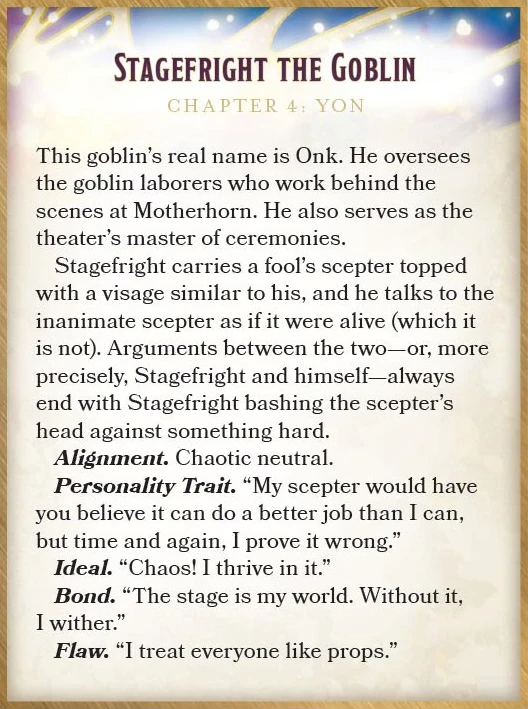 STAGEFRIGHT THE GOBLIN
CHAPTER 4: YON
This goblin’s real name is Onk. He oversees
the goblin laborers who work behind the
scenes at Motherhorn. He also serves as the
theater’s master of ceremonies.
Stagefright carries a fool’s scepter topped
with a visage similar to his, and he talks to the
inanimate scepter as if it were alive (which it
is not). Arguments between the two—or, more
precisely, Stagefright and himself—always
end with Stagefright bashing the scepter’s
head against something hard.
Alignment. Chaotic neutral.
Personality Trait. “My scepter would have
you believe it can do a better job than I can,
but time and again, I prove it wrong.”
Ideal. “Chaos! I thrive in it.”
Bond. “The stage is my world. Without it,
I wither.”
Flaw. “I treat everyone like props.”